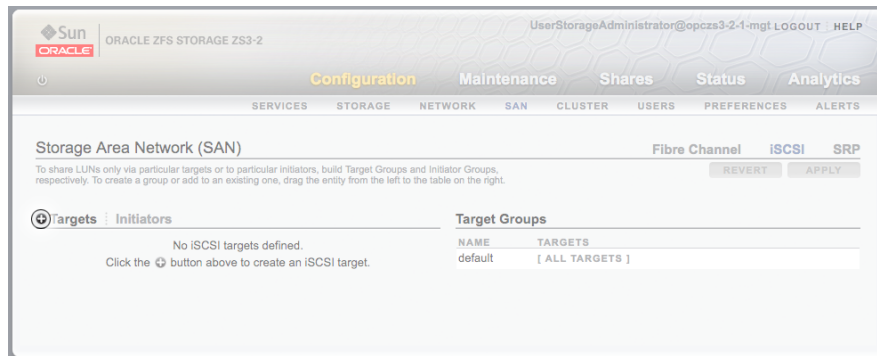 Sun
ORACLE
ORACLE ZFS STORAGE ZS3-2
UserStorageAdministrator@opczs3-2-1-mgt LOGOUT HELP
Configuration Maintenance Shares Status Analytics
SERVICES STORAGE NETWORK SAN CLUSTER USERS PREFERENCES ALERTS
Storage Area Network (SAN)
Fibre Channel iSCSI SRP
To share LUNs only via particular targets or to particular initiators, build Target Groups and Initiator Groups,
respectively. To create a group or add to an existing one, drag the entity from the left to the table on the right.
REVERT APPLY
Targets Initiators
No iSCSI targets defined.
Click the button above to create an iSCSI target.
Target Groups
NAME TARGETS
default [ ALL TARGETS ]